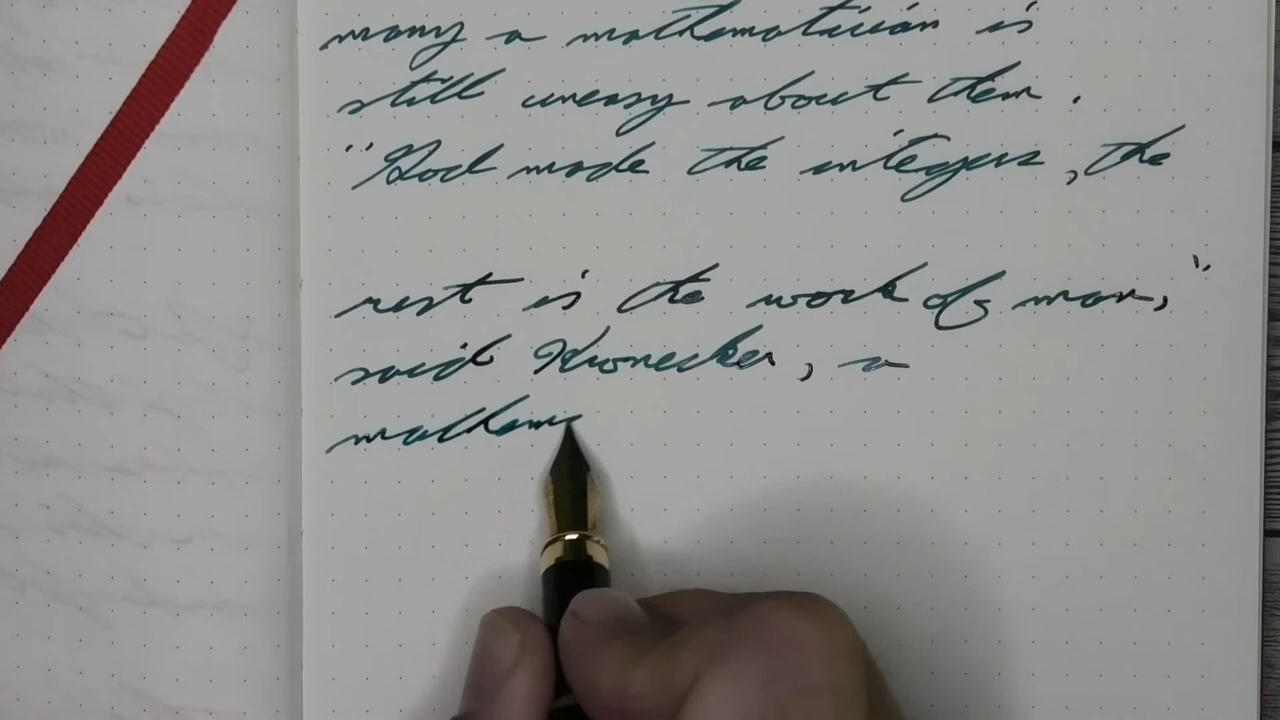 many a mathematician is
still uneasy about them.
"God made the integers, the
rest is the work of man,"
said Kronecker, a
mathema